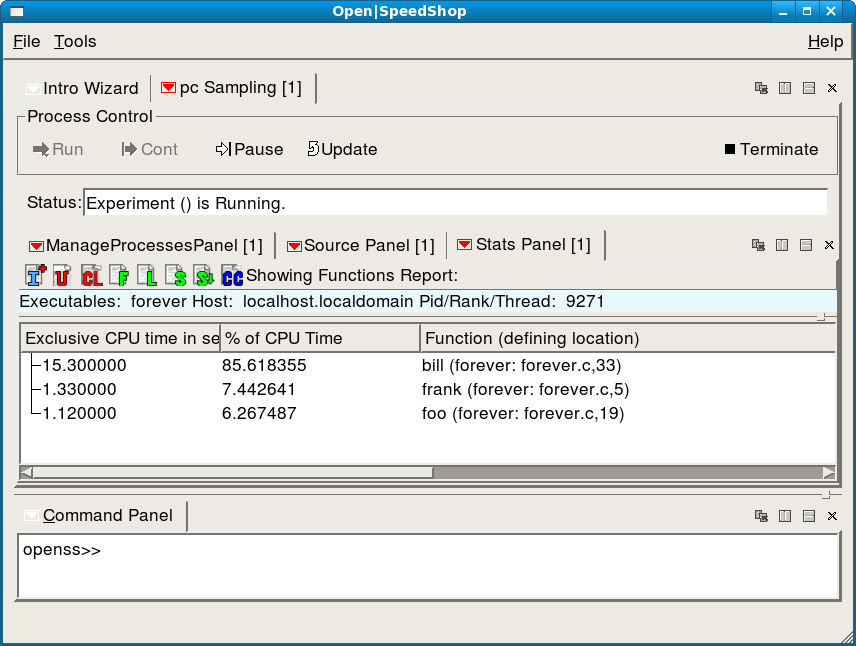 Open|SpeedShop
File Tools Help
Intro Wizard pc Sampling [1]
Process Control
Run Cont Pause Update Terminate
Status: Experiment () is Running.
ManageProcessesPanel [1] Source Panel [1] Stats Panel [1]
I+ U CL F L S S CC Showing Functions Report:
Executables: forever Host: localhost.localdomain Pid/Rank/Thread: 9271
Exclusive CPU time in se % of CPU Time Function (defining location)
15.300000 85.618355 bill (forever: forever.c,33)
1.330000 7.442641 frank (forever: forever.c,5)
1.120000 6.267487 foo (forever: forever.c,19)
Command Panel
openss>>